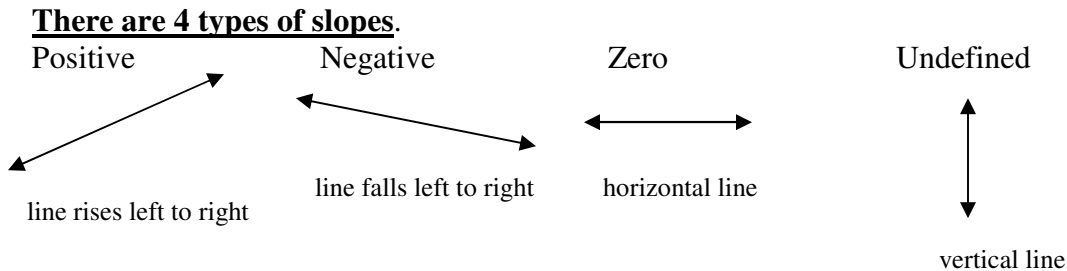 There are 4 types of slopes.
Positive Negative Zero Undefined
line falls left to right horizontal line
line rises left to right
vertical line